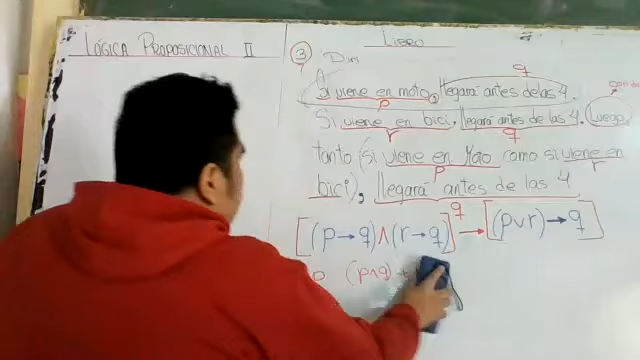 LÓGICA PROPOSICIONAL II
LIBRO
3 Dijo
q
Si viene en moto, llegará antes de las 4.
p
Si viene en bici, llegará antes de las 4. Luego,
r q
tanto (si viene en Moto como si viene en
p r
bici), llegará antes de las 4
q
[(p → q) ∧ (r → q)] → [(p ∨ r) → q]
(p ∧ q)